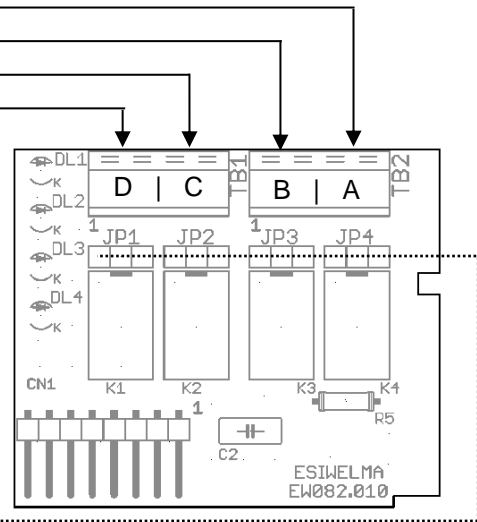 DL1
K
DL2
K
DL3
K
DL4
K
D | C
TB1
B | A
TB2
1
1
JP1 JP2 JP3 JP4
CN1
K1 K2 K3 K4
1
R5
C2
ESIWELMA
EW082.010